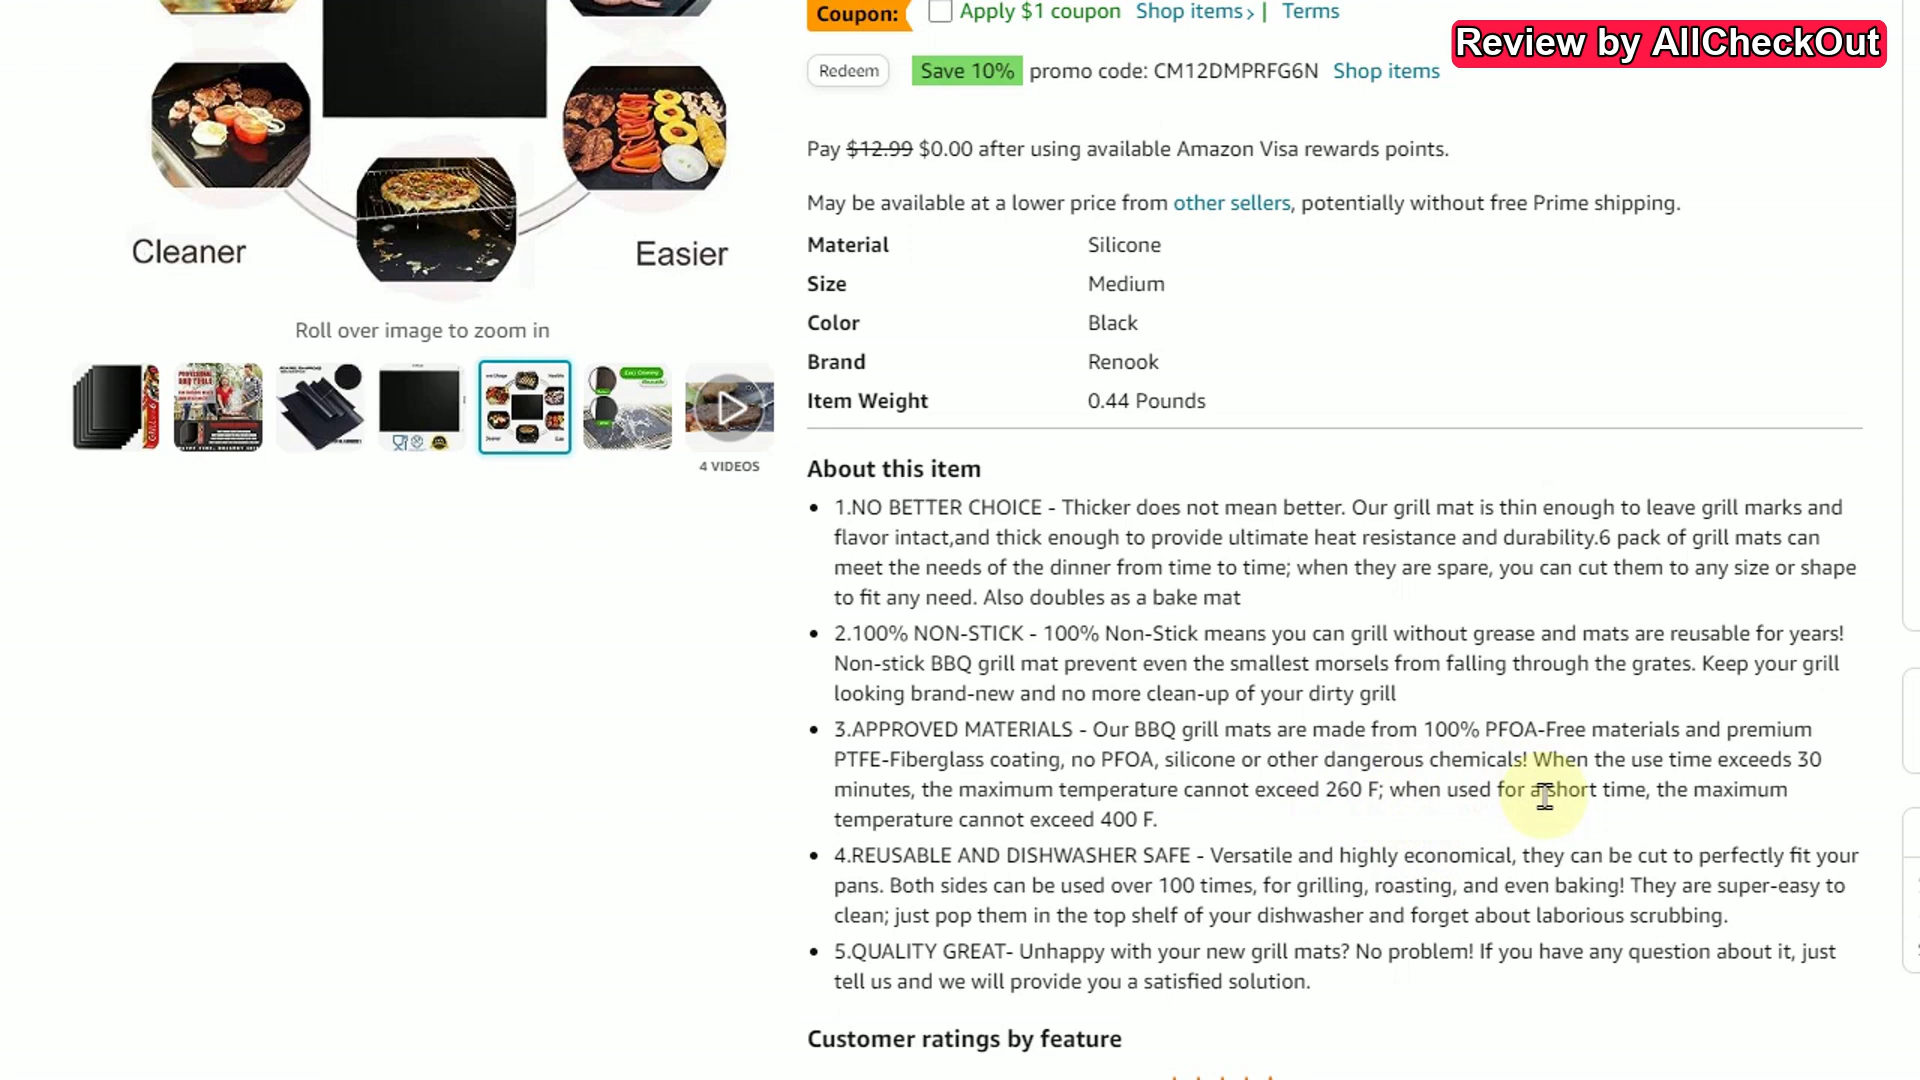 Coupon: Apply $1 coupon Shop items› | Terms
Review by AllCheckOut
Redeem Save 10% promo code: CM12DMPRFG6N Shop items
Pay $12.99 $0.00 after using available Amazon Visa rewards points.
May be available at a lower price from other sellers, potentially without free Prime shipping.
Cleaner
Easier
Roll over image to zoom in
4 VIDEOS
Material Silicone
Size Medium
Color Black
Brand Renook
Item Weight 0.44 Pounds
About this item
• 1.NO BETTER CHOICE - Thicker does not mean better. Our grill mat is thin enough to leave grill marks and
flavor intact,and thick enough to provide ultimate heat resistance and durability.6 pack of grill mats can
meet the needs of the dinner from time to time; when they are spare, you can cut them to any size or shape
to fit any need. Also doubles as a bake mat
• 2.100% NON-STICK - 100% Non-Stick means you can grill without grease and mats are reusable for years!
Non-stick BBQ grill mat prevent even the smallest morsels from falling through the grates. Keep your grill
looking brand-new and no more clean-up of your dirty grill
• 3.APPROVED MATERIALS - Our BBQ grill mats are made from 100% PFOA-Free materials and premium
PTFE-Fiberglass coating, no PFOA, silicone or other dangerous chemicals! When the use time exceeds 30
minutes, the maximum temperature cannot exceed 260 F; when used for a short time, the maximum
temperature cannot exceed 400 F.
• 4.REUSABLE AND DISHWASHER SAFE - Versatile and highly economical, they can be cut to perfectly fit your
pans. Both sides can be used over 100 times, for grilling, roasting, and even baking! They are super-easy to
clean; just pop them in the top shelf of your dishwasher and forget about laborious scrubbing.
• 5.QUALITY GREAT- Unhappy with your new grill mats? No problem! If you have any question about it, just
tell us and we will provide you a satisfied solution.
Customer ratings by feature